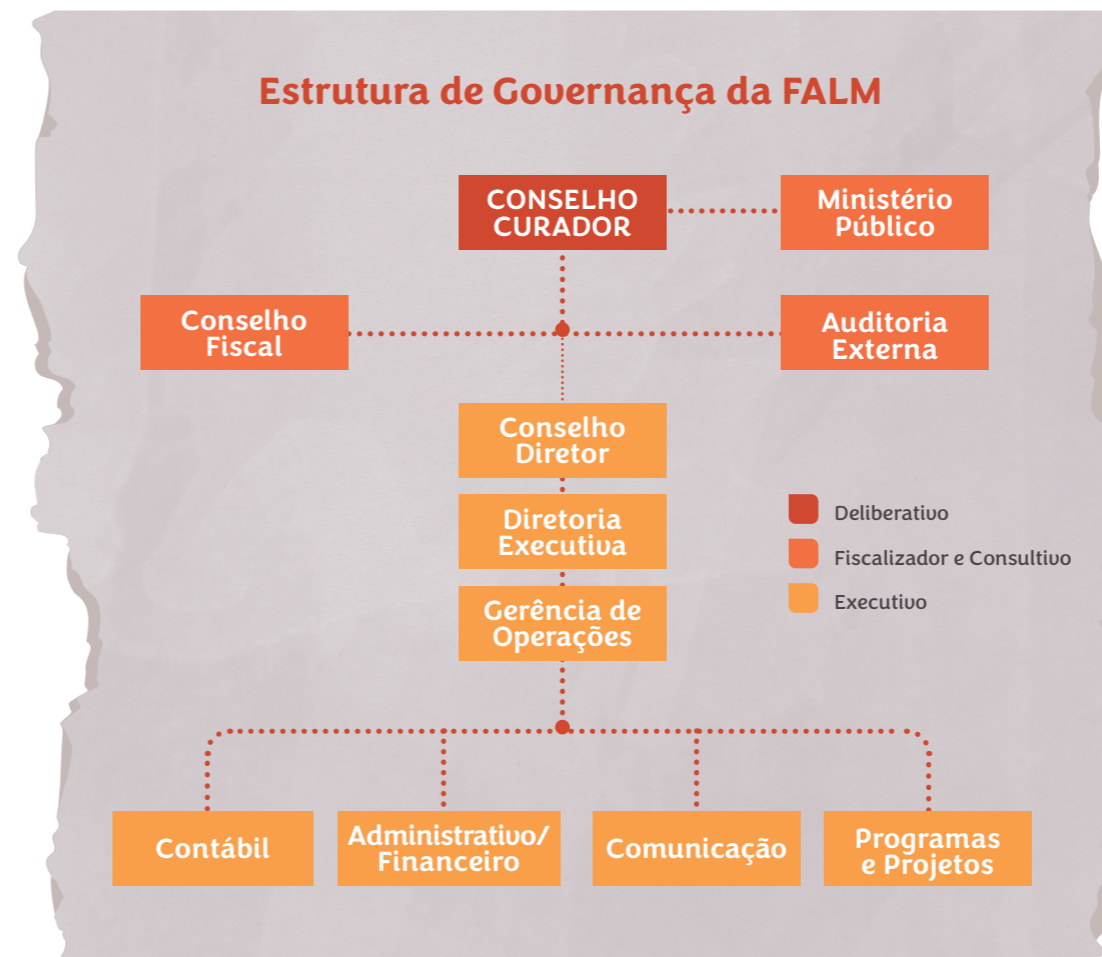 Estrutura de Governança da FALM
CONSELHO
CURADOR
Ministério
Público
Conselho
Fiscal
Auditoria
Externa
Conselho
Diretor
Diretoria
Executiva
Gerência de
Operações
Deliberativo
Fiscalizador e Consultivo
Executivo
Contábil
Administrativo/
Financeiro
Comunicação
Programas
e Projetos